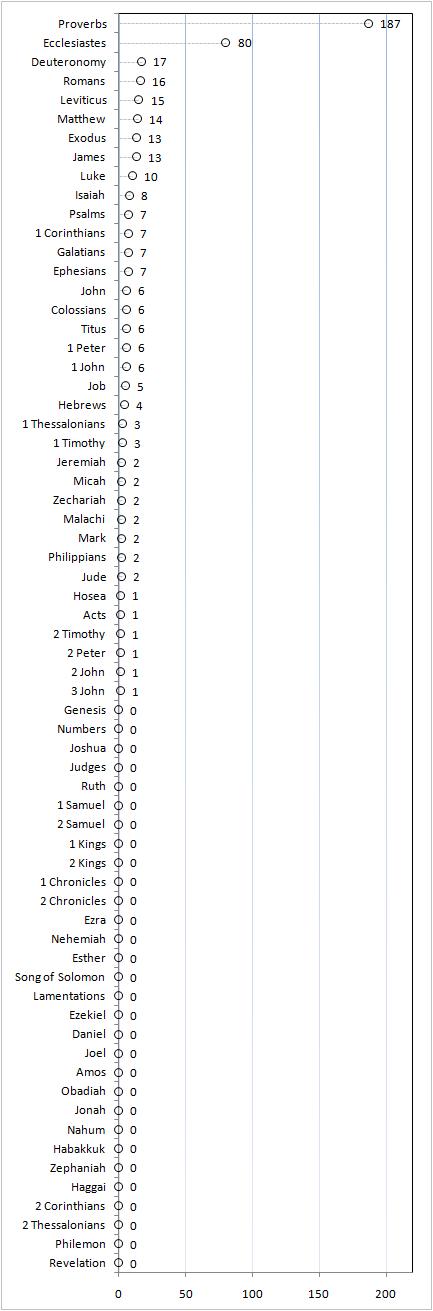 Proverbs 187
Ecclesiastes 80
Deuteronomy 17
Romans 16
Leviticus 15
Matthew 14
Exodus 13
James 13
Luke 10
Isaiah 8
Psalms 7
1 Corinthians 7
Galatians 7
Ephesians 7
John 6
Colossians 6
Titus 6
1 Peter 6
1 John 6
Job 5
Hebrews 4
1 Thessalonians 3
1 Timothy 3
Jeremiah 2
Micah 2
Zechariah 2
Malachi 2
Mark 2
Philippians 2
Jude 2
Hosea 1
Acts 1
2 Timothy 1
2 Peter 1
2 John 1
3 John 1
Genesis 0
Numbers 0
Joshua 0
Judges 0
Ruth 0
1 Samuel 0
2 Samuel 0
1 Kings 0
2 Kings 0
1 Chronicles 0
2 Chronicles 0
Ezra 0
Nehemiah 0
Esther 0
Song of Solomon 0
Lamentations 0
Ezekiel 0
Daniel 0
Joel 0
Amos 0
Obadiah 0
Jonah 0
Nahum 0
Habakkuk 0
Zephaniah 0
Haggai 0
2 Corinthians 0
2 Thessalonians 0
Philemon 0
Revelation 0
0 50 100 150 200